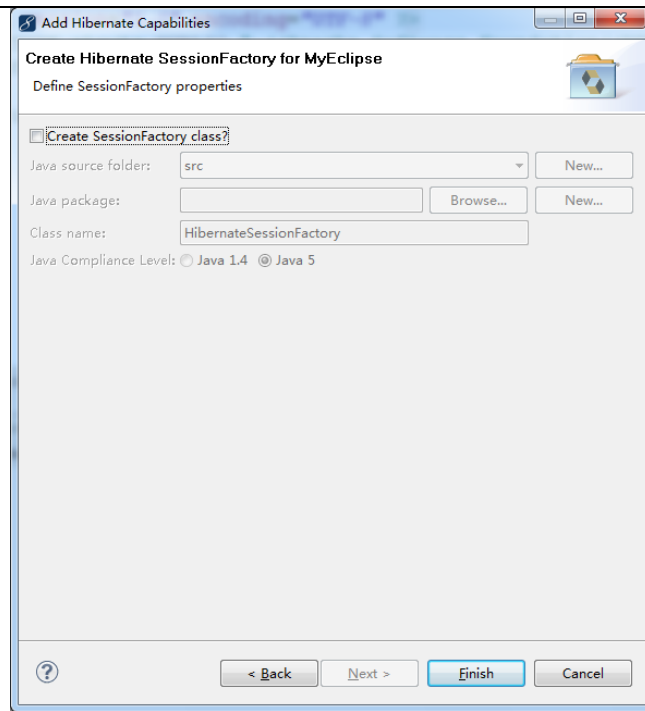 Add Hibernate Capabilities
Create Hibernate SessionFactory for MyEclipse
Define SessionFactory properties
Create SessionFactory class?
Java source folder: src New...
Java package: Browse... New...
Class name: HibernateSessionFactory
Java Compliance Level: Java 1.4 Java 5
? < Back Next > Finish Cancel